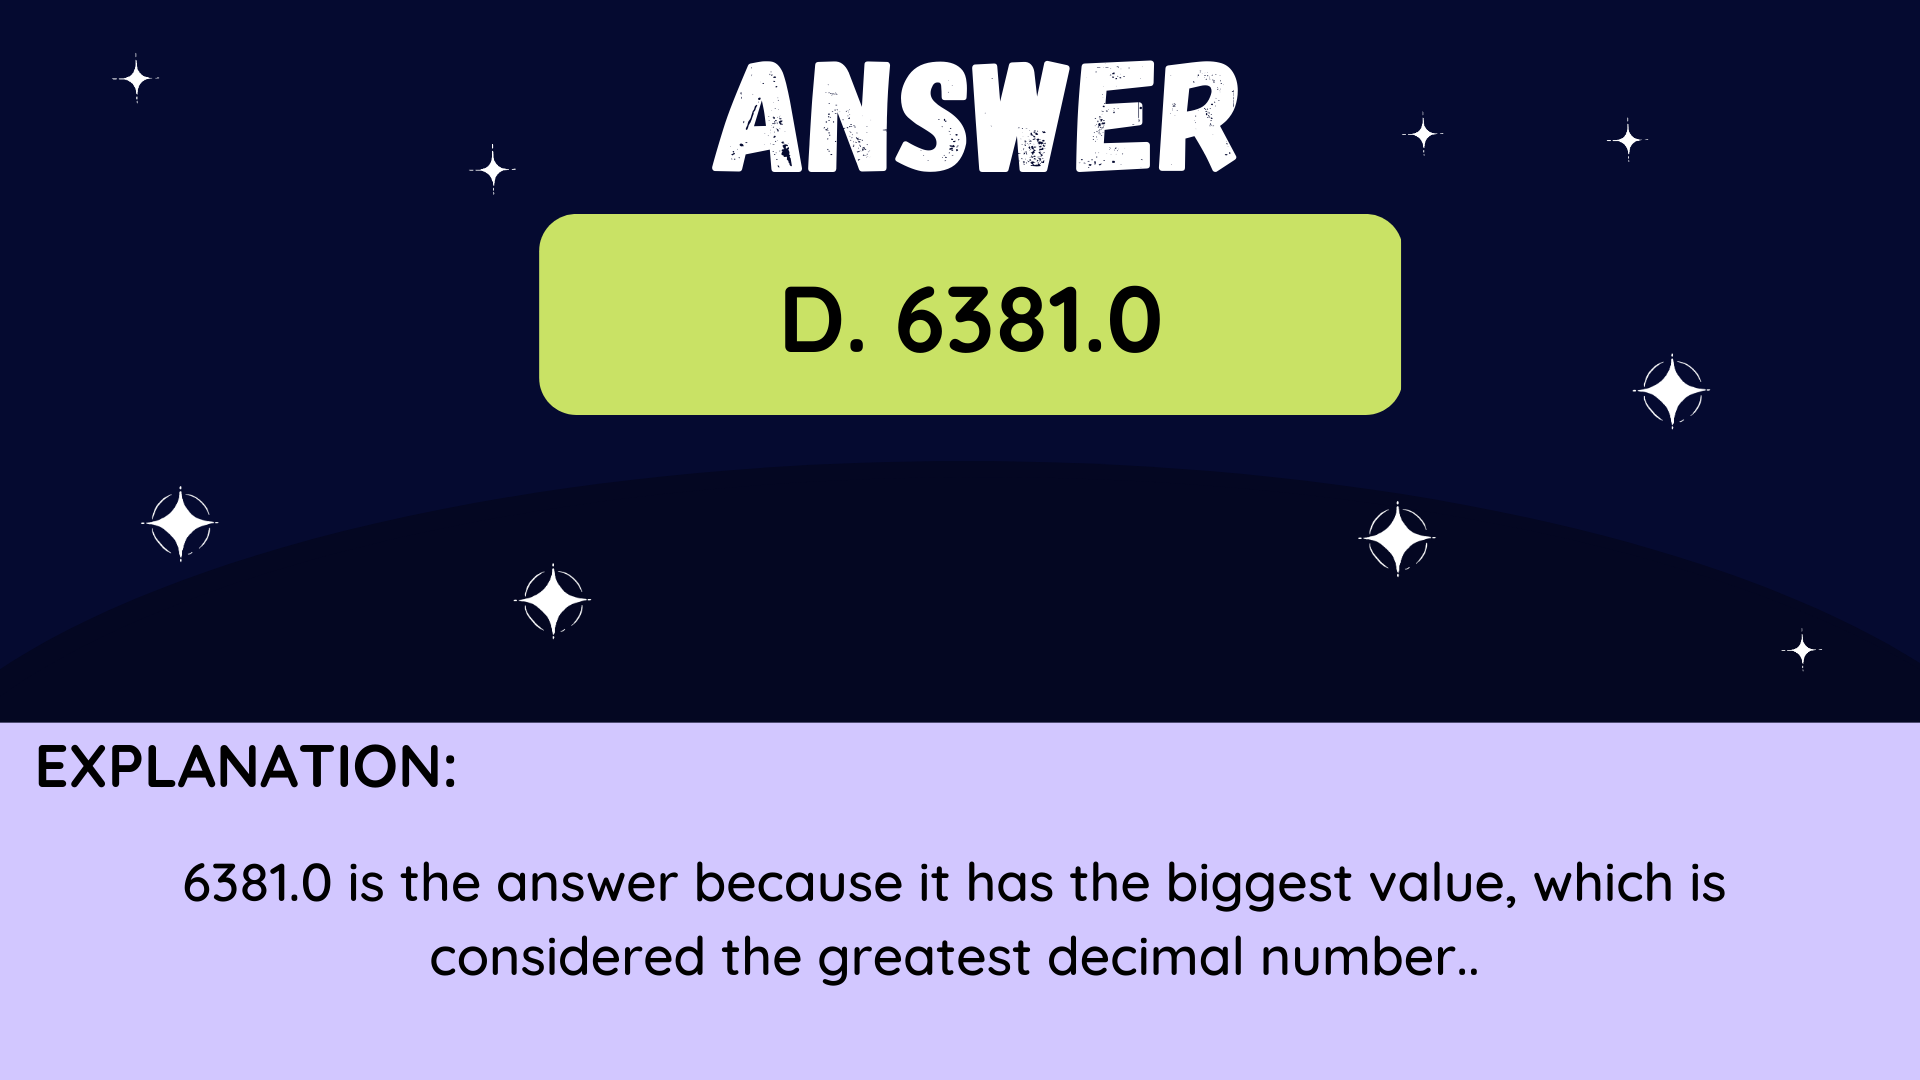 ANSWER
D. 6381.0
EXPLANATION:
6381.0 is the answer because it has the biggest value, which is
considered the greatest decimal number..